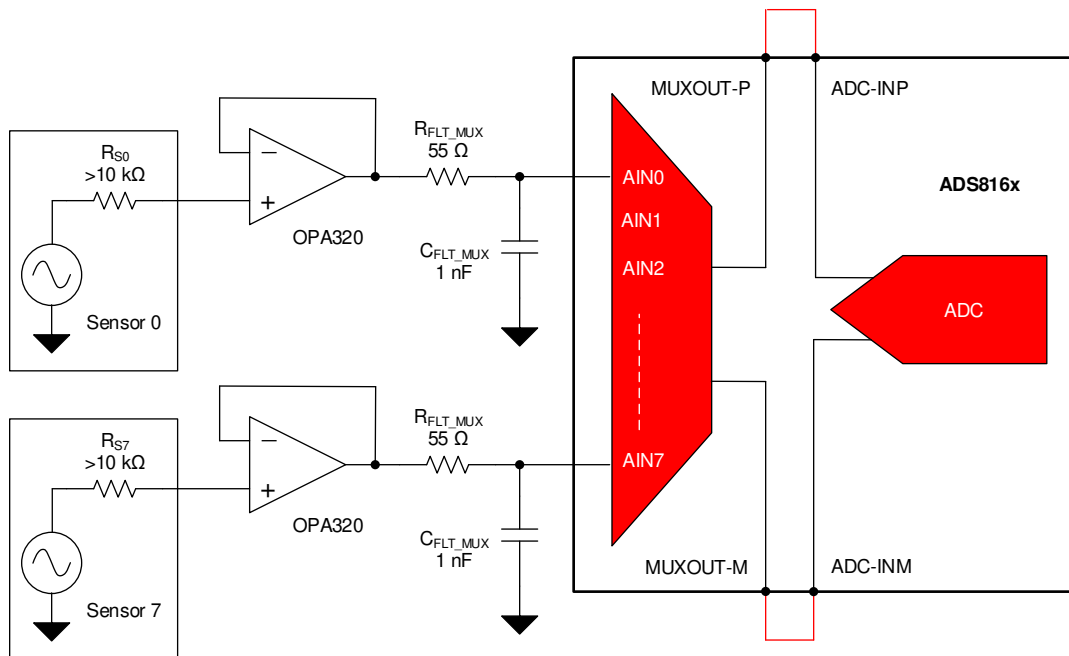 MUXOUT-P
ADC-INP
RS0
>10 kΩ
RFLT_MUX
55 Ω
−
+
OPA320
CFLT_MUX
1 nF
Sensor 0
AIN0
AIN1
AIN2
AIN7
ADS816x
ADC
RS7
>10 kΩ
RFLT_MUX
55 Ω
−
+
OPA320
CFLT_MUX
1 nF
Sensor 7
MUXOUT-M
ADC-INM